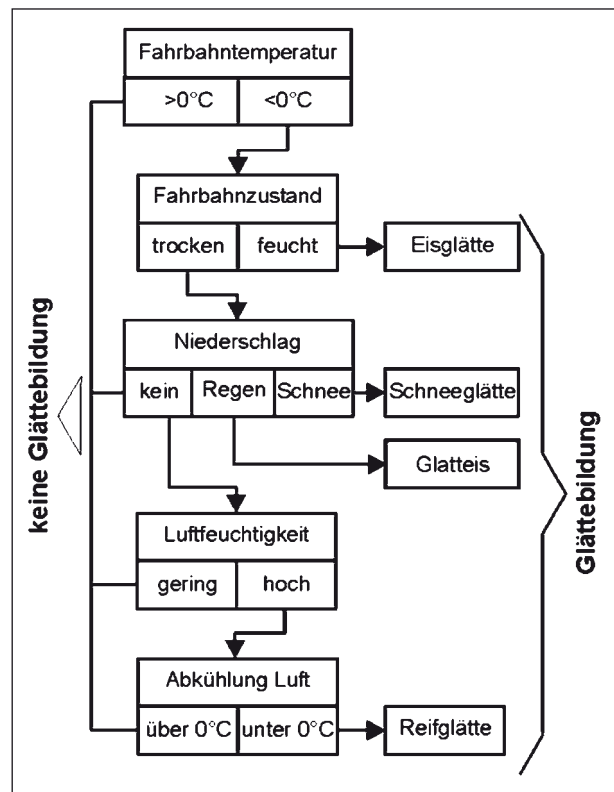 Fahrbahntemperatur
>0°C <0°C
Fahrbahnzustand
trocken feucht
Eisglätte
Niederschlag
kein Regen Schnee
Schneeglätte
Glatteis
Luftfeuchtigkeit
gering hoch
Abkühlung Luft
über 0°C unter 0°C
Reifglätte
keine Glättebildung
Glättebildung